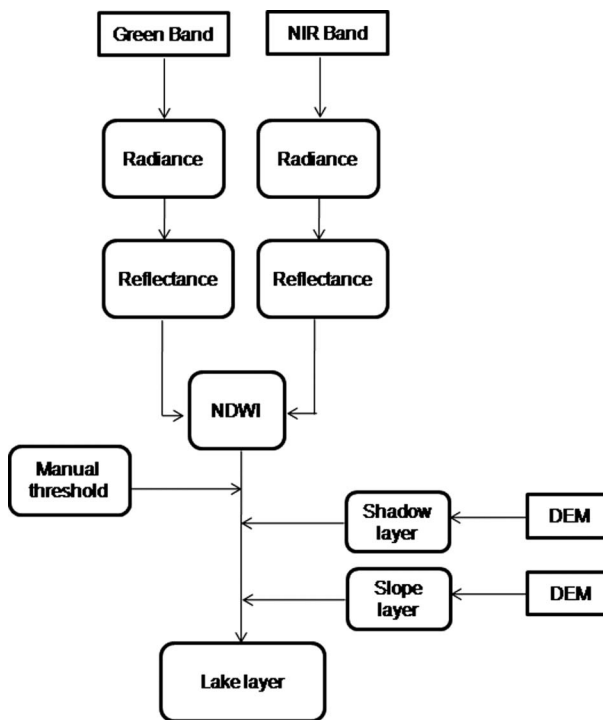 Green Band
NIR Band
Radiance
Radiance
Reflectance
Reflectance
NDWI
Manual
threshold
Shadow
layer
DEM
Slope
layer
DEM
Lake layer